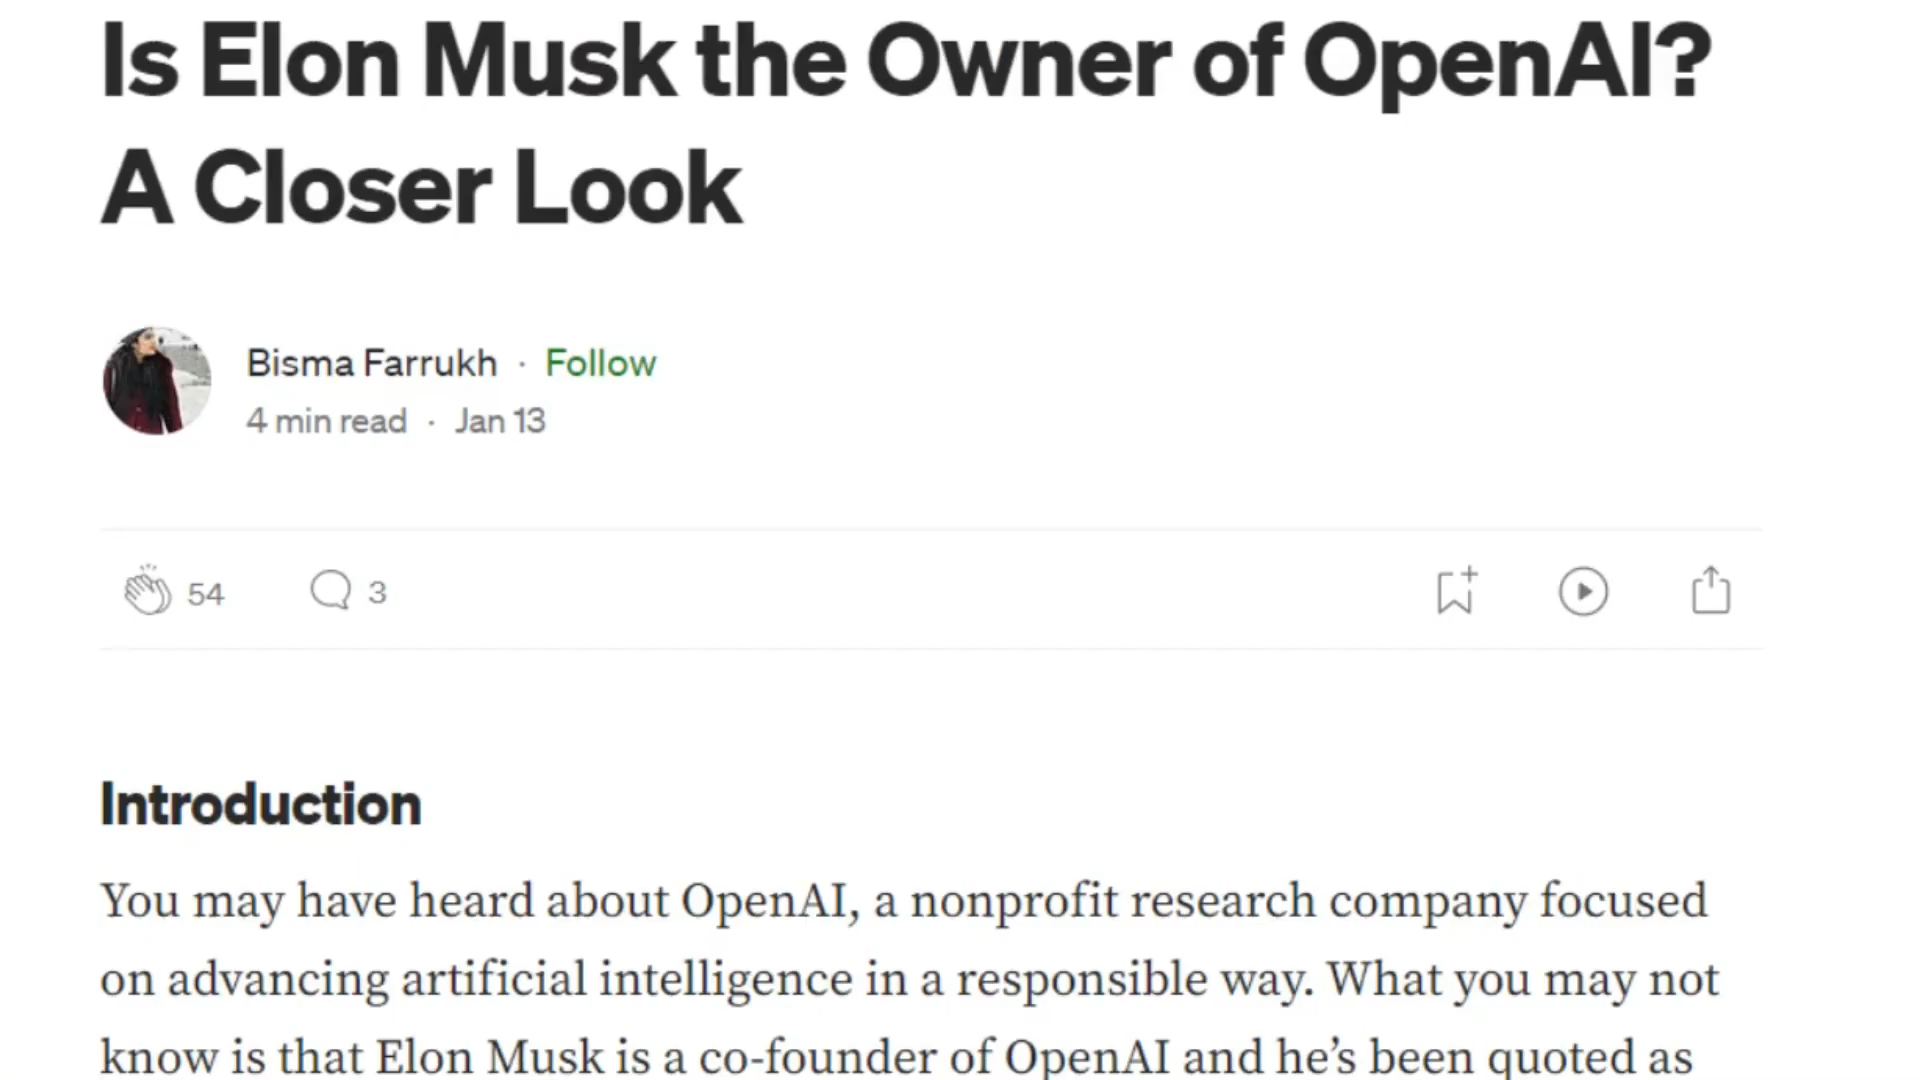 Is Elon Musk the Owner of OpenAI?
A Closer Look
Bisma Farrukh · Follow
4 min read · Jan 13
54 3
Introduction
You may have heard about OpenAI, a nonprofit research company focused
on advancing artificial intelligence in a responsible way. What you may not
know is that Elon Musk is a co-founder of OpenAI and he’s been quoted as